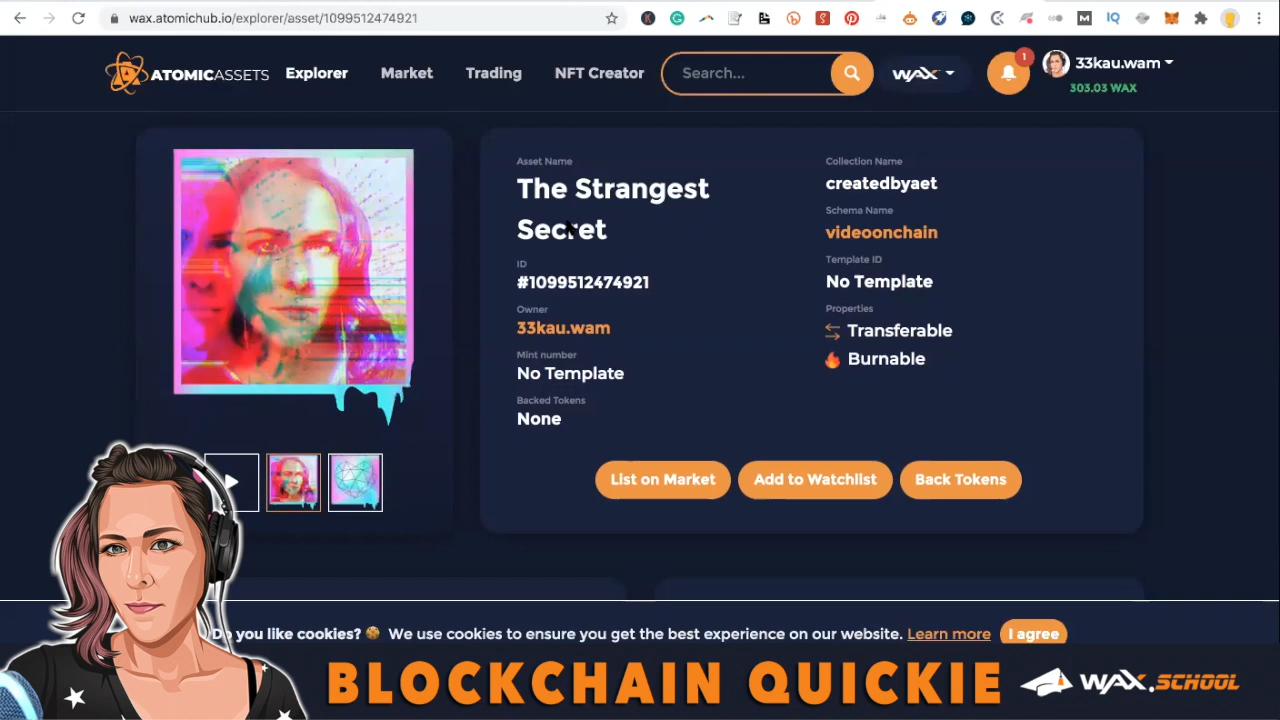 wax.atomichub.io/explorer/asset/1099512474921
ATOMICASSETS
Explorer
Market
Trading
NFT Creator
Search...
WAX
1
33kau.wam
303.03 WAX
Asset Name
The Strangest
Secret
ID
#1099512474921
Owner
33kau.wam
Mint number
No Template
Backed Tokens
None
Collection Name
createdbyaet
Schema Name
videoonchain
Template ID
No Template
Properties
Transferable
Burnable
List on Market
Add to Watchlist
Back Tokens
Do you like cookies? We use cookies to ensure you get the best experience on our website. Learn more
I agree
BLOCKCHAIN QUICKIE
WAX.SCHOOL